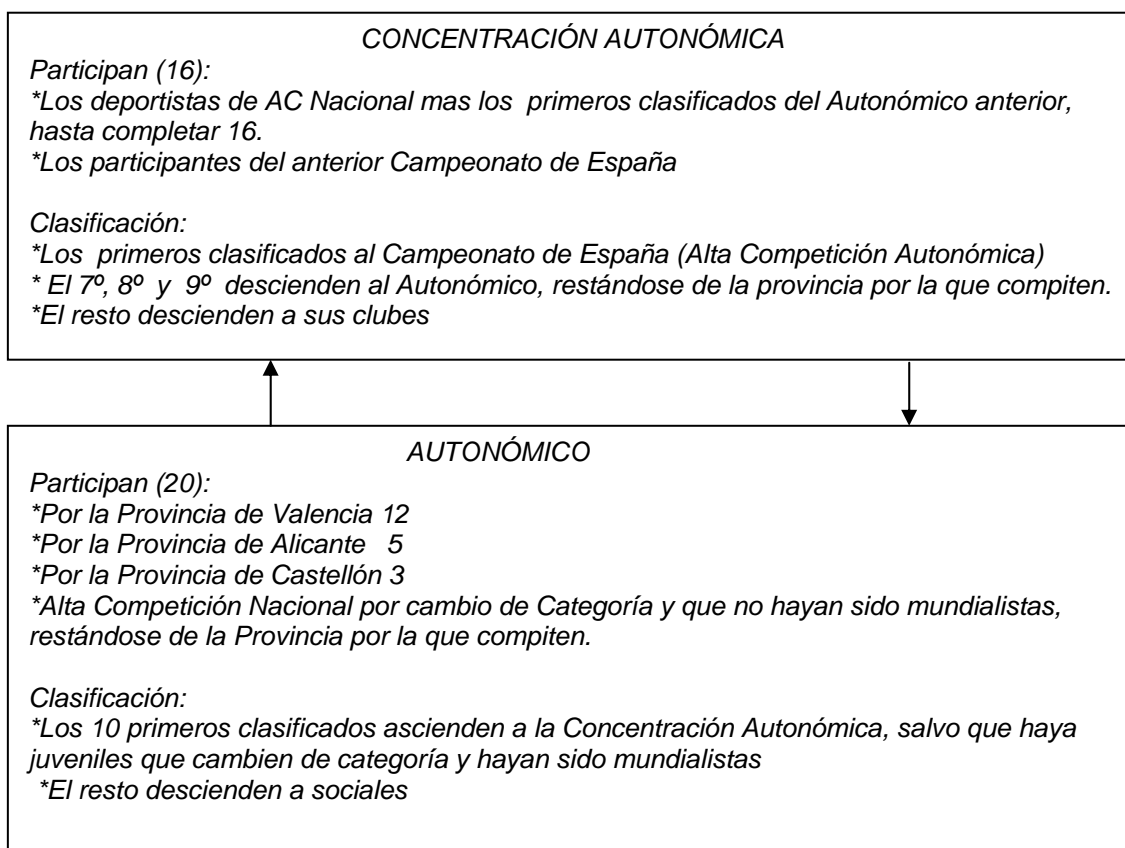 CONCENTRACIÓN AUTONÓMICA
Participan (16):
*Los deportistas de AC Nacional mas los primeros clasificados del Autonómico anterior,
hasta completar 16.
*Los participantes del anterior Campeonato de España
Clasificación:
*Los primeros clasificados al Campeonato de España (Alta Competición Autonómica)
* El 7º, 8º y 9º descienden al Autonómico, restándose de la provincia por la que compiten.
*El resto descienden a sus clubes
AUTONÓMICO
Participan (20):
*Por la Provincia de Valencia 12
*Por la Provincia de Alicante 5
*Por la Provincia de Castellón 3
*Alta Competición Nacional por cambio de Categoría y que no hayan sido mundialistas,
restándose de la Provincia por la que compiten.
Clasificación:
*Los 10 primeros clasificados ascienden a la Concentración Autonómica, salvo que haya
juveniles que cambien de categoría y hayan sido mundialistas
*El resto descienden a sociales